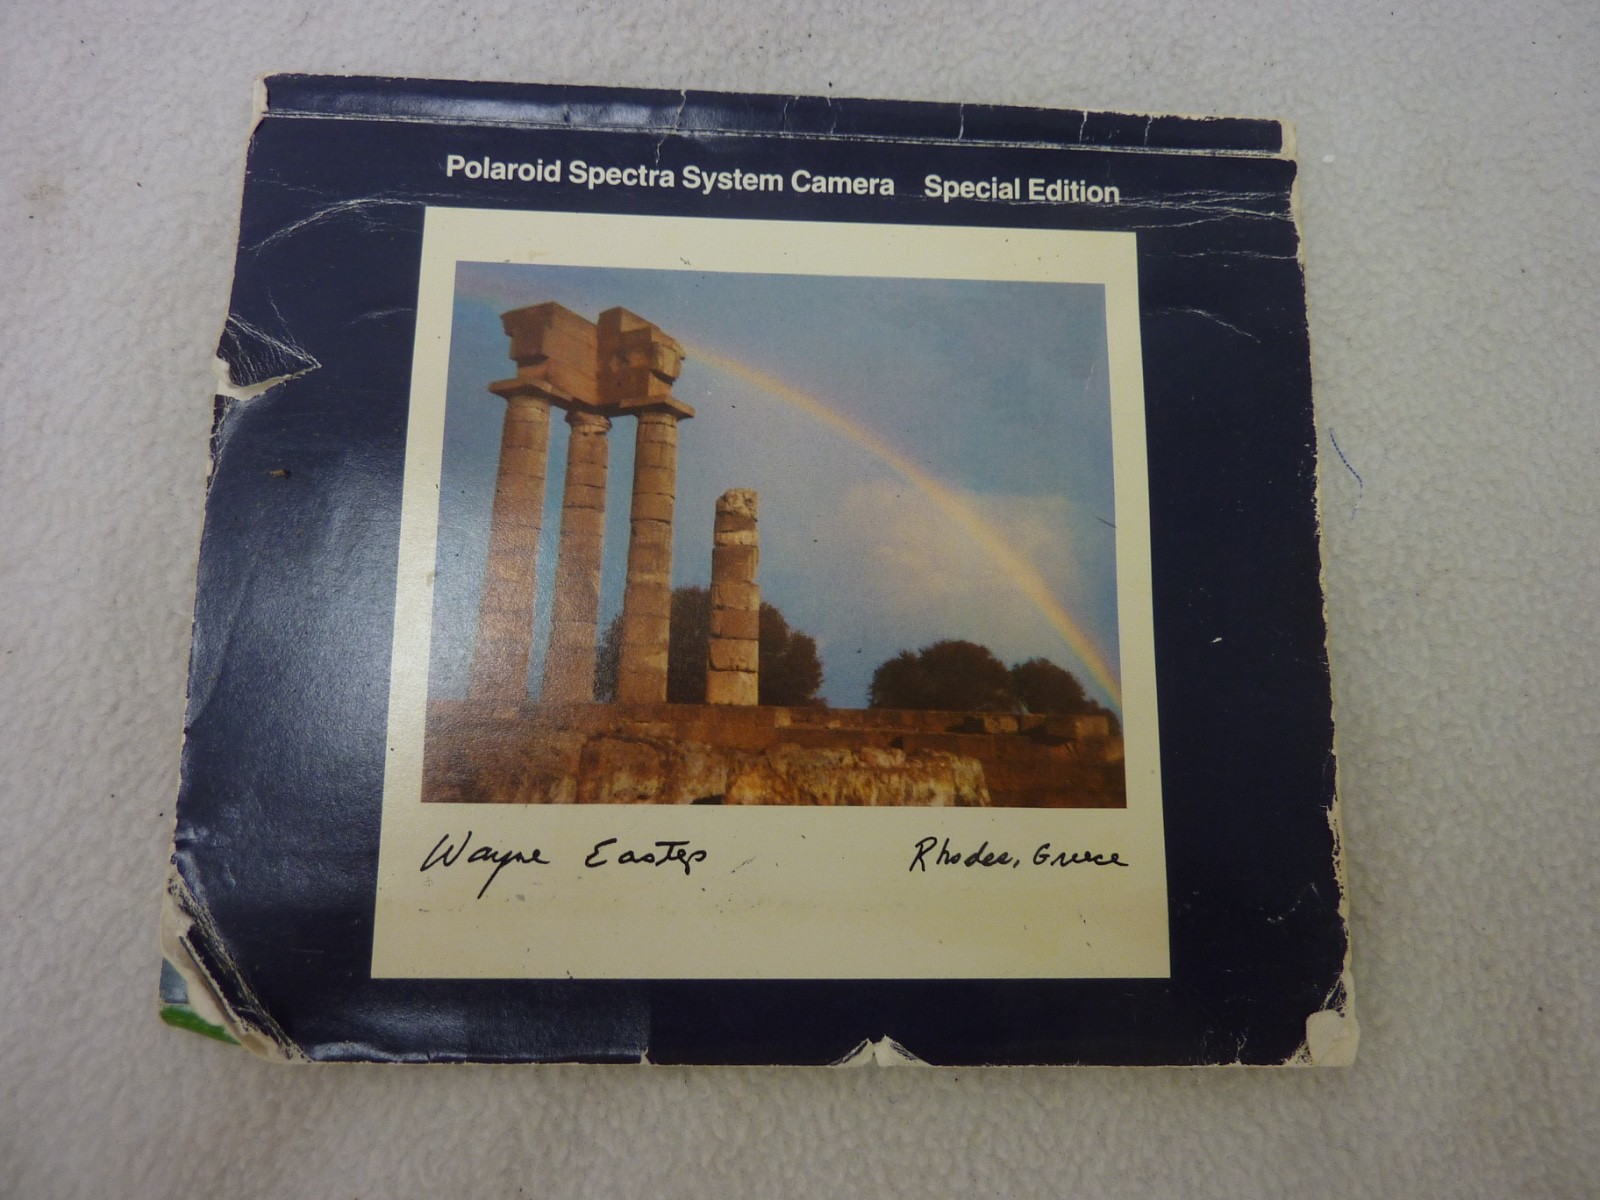 Polaroid Spectra System Camera Special Edition
Wayne Eastep Rhodes, Greece